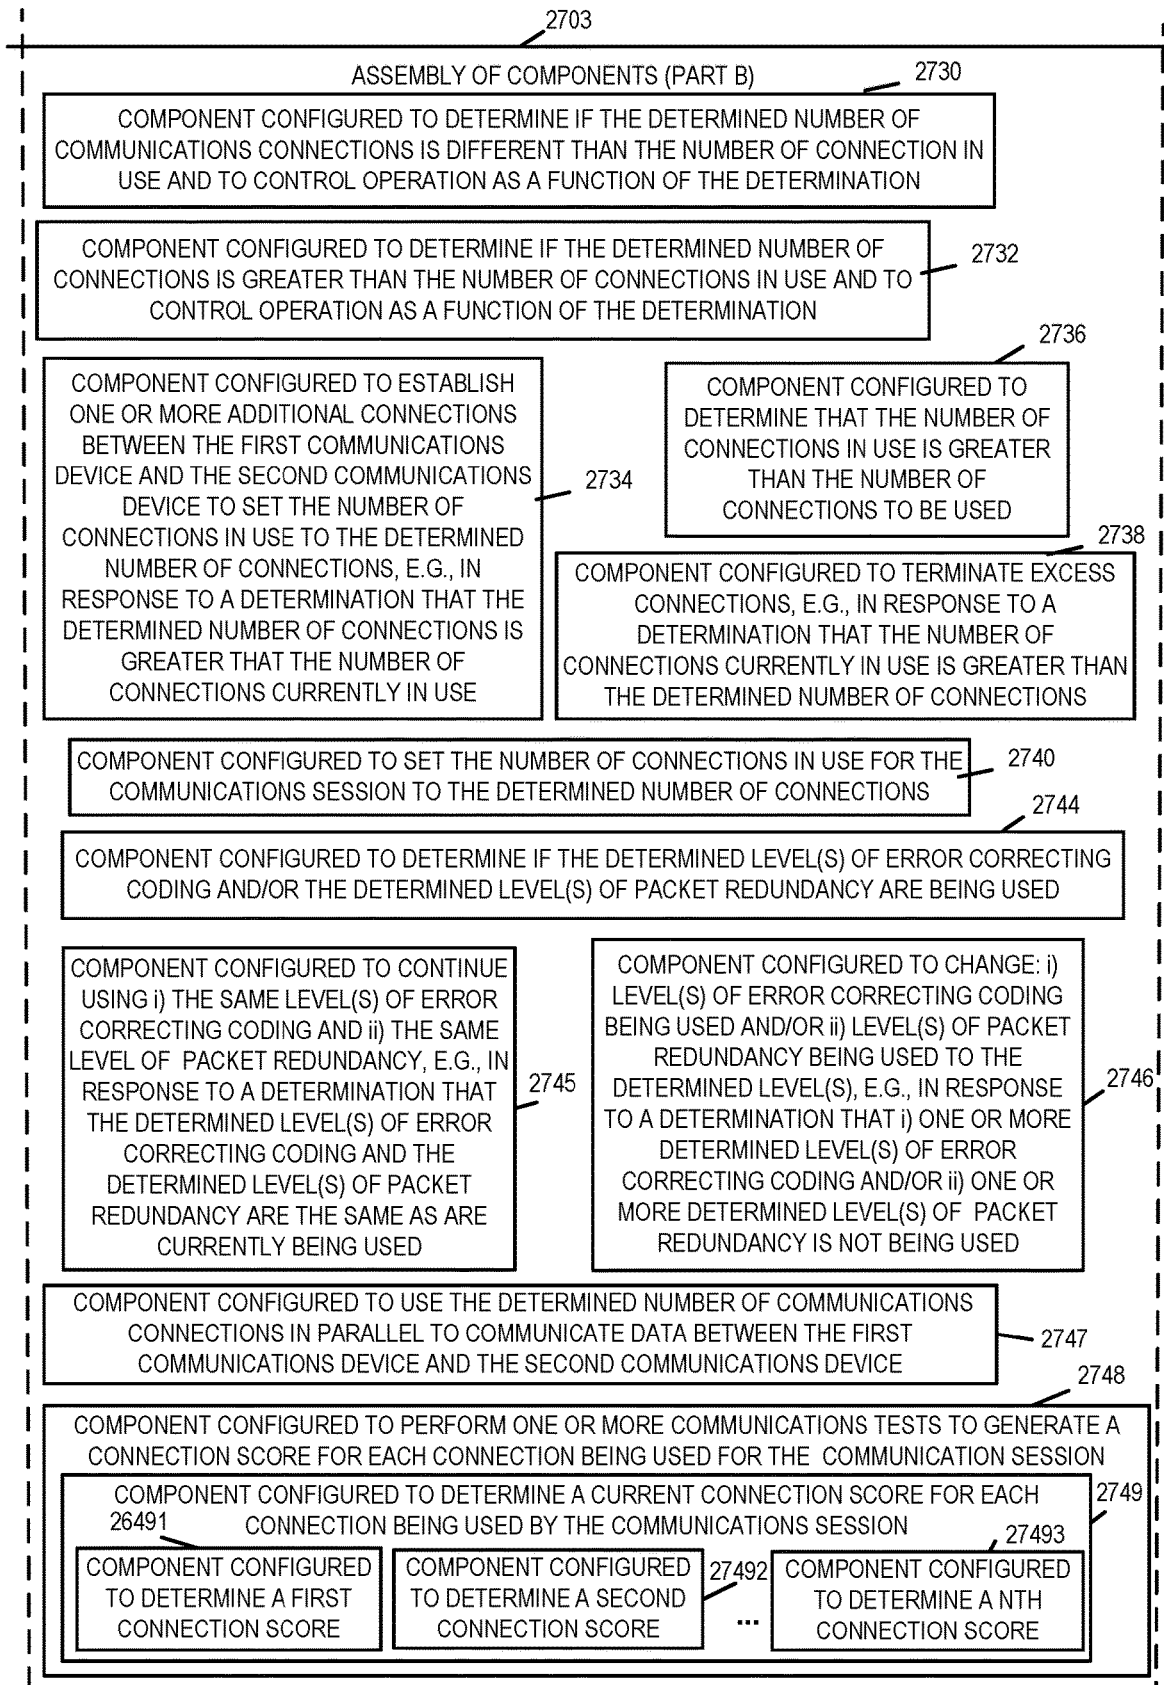 2703
ASSEMBLY OF COMPONENTS (PART B)
2730
COMPONENT CONFIGURED TO DETERMINE IF THE DETERMINED NUMBER OF
COMMUNICATIONS CONNECTIONS IS DIFFERENT THAN THE NUMBER OF CONNECTION IN
USE AND TO CONTROL OPERATION AS A FUNCTION OF THE DETERMINATION
COMPONENT CONFIGURED TO DETERMINE IF THE DETERMINED NUMBER OF
CONNECTIONS IS GREATER THAN THE NUMBER OF CONNECTIONS IN USE AND TO
CONTROL OPERATION AS A FUNCTION OF THE DETERMINATION
2732
COMPONENT CONFIGURED TO ESTABLISH
ONE OR MORE ADDITIONAL CONNECTIONS
BETWEEN THE FIRST COMMUNICATIONS
DEVICE AND THE SECOND COMMUNICATIONS
DEVICE TO SET THE NUMBER OF
CONNECTIONS IN USE TO THE DETERMINED
NUMBER OF CONNECTIONS, E.G., IN
RESPONSE TO A DETERMINATION THAT THE
DETERMINED NUMBER OF CONNECTIONS IS
GREATER THAT THE NUMBER OF
CONNECTIONS CURRENTLY IN USE
2734
2736
COMPONENT CONFIGURED TO
DETERMINE THAT THE NUMBER OF
CONNECTIONS IN USE IS GREATER
THAN THE NUMBER OF
CONNECTIONS TO BE USED
2738
COMPONENT CONFIGURED TO TERMINATE EXCESS
CONNECTIONS, E.G., IN RESPONSE TO A
DETERMINATION THAT THE NUMBER OF
CONNECTIONS CURRENTLY IN USE IS GREATER THAN
THE DETERMINED NUMBER OF CONNECTIONS
COMPONENT CONFIGURED TO SET THE NUMBER OF CONNECTIONS IN USE FOR THE
COMMUNICATIONS SESSION TO THE DETERMINED NUMBER OF CONNECTIONS
2740
2744
COMPONENT CONFIGURED TO DETERMINE IF THE DETERMINED LEVEL(S) OF ERROR CORRECTING
CODING AND/OR THE DETERMINED LEVEL(S) OF PACKET REDUNDANCY ARE BEING USED
COMPONENT CONFIGURED TO CONTINUE
USING i) THE SAME LEVEL(S) OF ERROR
CORRECTING CODING AND ii) THE SAME
LEVEL OF PACKET REDUNDANCY, E.G., IN
RESPONSE TO A DETERMINATION THAT
THE DETERMINED LEVEL(S) OF ERROR
CORRECTING CODING AND THE
DETERMINED LEVEL(S) OF PACKET
REDUNDANCY ARE THE SAME AS ARE
CURRENTLY BEING USED
2745
COMPONENT CONFIGURED TO CHANGE: i)
LEVEL(S) OF ERROR CORRECTING CODING
BEING USED AND/OR ii) LEVEL(S) OF PACKET
REDUNDANCY BEING USED TO THE
DETERMINED LEVEL(S), E.G., IN RESPONSE
TO A DETERMINATION THAT i) ONE OR MORE
DETERMINED LEVEL(S) OF ERROR
CORRECTING CODING AND/OR ii) ONE OR
MORE DETERMINED LEVEL(S) OF PACKET
REDUNDANCY IS NOT BEING USED
2746
COMPONENT CONFIGURED TO USE THE DETERMINED NUMBER OF COMMUNICATIONS
CONNECTIONS IN PARALLEL TO COMMUNICATE DATA BETWEEN THE FIRST
COMMUNICATIONS DEVICE AND THE SECOND COMMUNICATIONS DEVICE
2747
2748
COMPONENT CONFIGURED TO PERFORM ONE OR MORE COMMUNICATIONS TESTS TO GENERATE A
CONNECTION SCORE FOR EACH CONNECTION BEING USED FOR THE COMMUNICATION SESSION
COMPONENT CONFIGURED TO DETERMINE A CURRENT CONNECTION SCORE FOR EACH
CONNECTION BEING USED BY THE COMMUNICATIONS SESSION
2749
26491
COMPONENT CONFIGURED
TO DETERMINE A FIRST
CONNECTION SCORE
COMPONENT CONFIGURED
TO DETERMINE A SECOND
CONNECTION SCORE
27492
...
27493
COMPONENT CONFIGURED
TO DETERMINE A NTH
CONNECTION SCORE